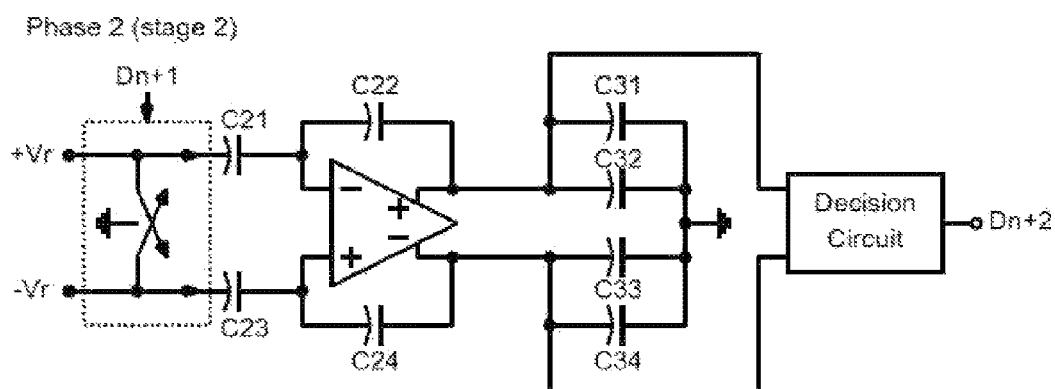 Phase 2 (stage 2)
Dn+1
C21
C22
C31
+Vr
C32
− + − +
Decision
Circuit
Dn+2
C33
-Vr
C23
C24
C34